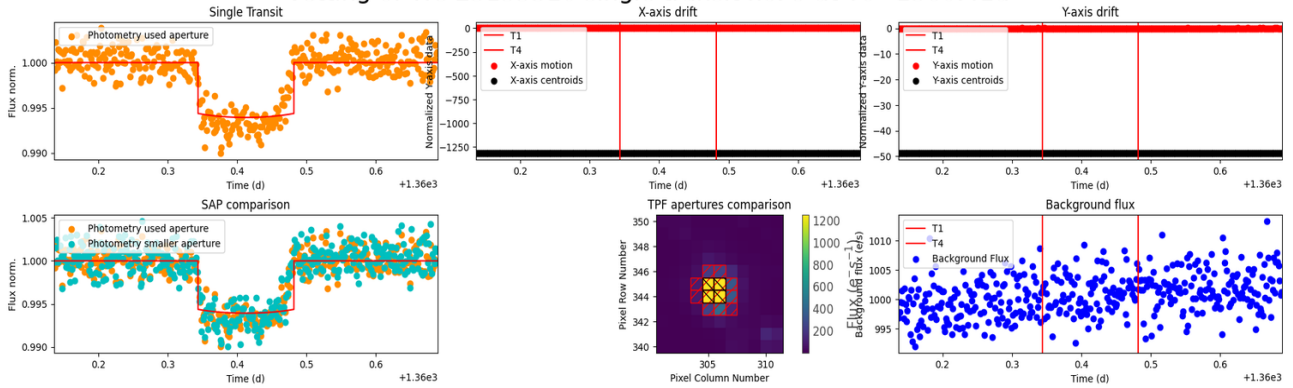 Single Transit
Photometry used aperture
Flux norm.
1.000
0.995
0.990
0.2
0.3
0.4
0.5
0.6
Time (d)
+1.36e3
X-axis drift
T1
T4
X-axis motion
X-axis centroids
Normalized Y-axis data
0
−250
−500
−750
−1000
−1250
0.2
0.3
0.4
0.5
0.6
Time (d)
+1.36e3
Y-axis drift
T1
T4
Y-axis motion
Y-axis centroids
Normalized Y-axis data
0
−10
−20
−30
−40
−50
0.2
0.3
0.4
0.5
0.6
Time (d)
+1.36e3
SAP comparison
Photometry used aperture
Photometry smaller aperture
Flux norm.
1.005
1.000
0.995
0.990
0.2
0.3
0.4
0.5
0.6
Time (d)
+1.36e3
TPF apertures comparison
Pixel Row Number
350
348
346
344
342
340
305
310
Pixel Column Number
1200
1000
800
600
400
200
Flux (e⁻e⁻¹)
Background flux
T1
T4
Background Flux
Background flux (e/s)
1010
1005
1000
995
0.2
0.3
0.4
0.5
0.6
Time (d)
+1.36e3